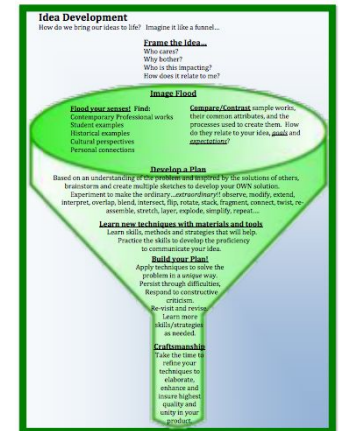 Idea Development
How do we bring our ideas to life? Imagine it like a funnel…
Frame the Idea…
Who cares?
Why bother?
Who is this impacting?
How does it relate to me?
Image Flood
Flood your senses! Find:
Contemporary Professional works
Student examples
Historical examples
Cultural perspectives
Personal connections
Compare/Contrast sample works,
their common attributes, and the
processes used to create them. How
do they relate to your idea, goals and
expectations?
Develop a Plan
Based on an understanding of the problem and inspired by the solutions of others,
brainstorm and create multiple sketches to develop your OWN solution.
Experiment to make the ordinary …extraordinary!! observe, modify, extend,
interpret, overlap, blend, intersect, flip, rotate, stack, fragment, connect, twist, re-
assemble, stretch, layer, explode, simplify, repeat….
Learn new techniques with materials and tools
Learn skills, methods and strategies that will help.
Practice the skills to develop the proficiency
to communicate your idea.
Build your Plan!
Apply techniques to solve the
problem in a unique way.
Persist through difficulties,
Respond to constructive
criticism.
Re-visit and revise.
Learn more
skills/strategies
as needed.
Craftsmanship
Take the time to
refine your
techniques to
elaborate,
enhance and
insure highest
quality and
unity in your
product.